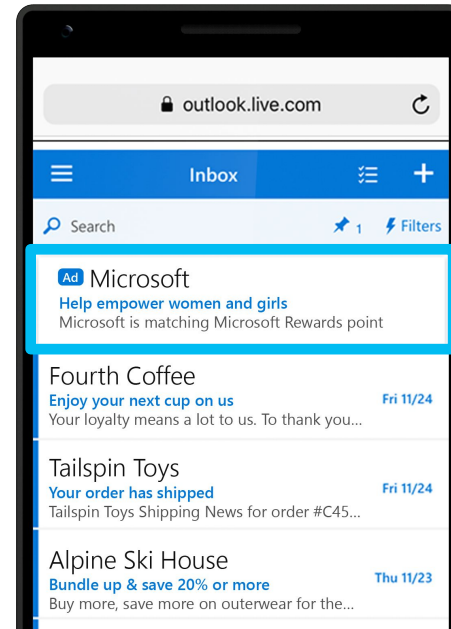 outlook.live.com
Inbox
Search 1 Filters
Ad Microsoft
Help empower women and girls
Microsoft is matching Microsoft Rewards point
Fourth Coffee
Enjoy your next cup on us Fri 11/24
Your loyalty means a lot to us. To thank you...
Tailspin Toys
Your order has shipped Fri 11/24
Tailspin Toys Shipping News for order #C45...
Alpine Ski House
Bundle up & save 20% or more Thu 11/23
Buy more, save more on outerwear for the...